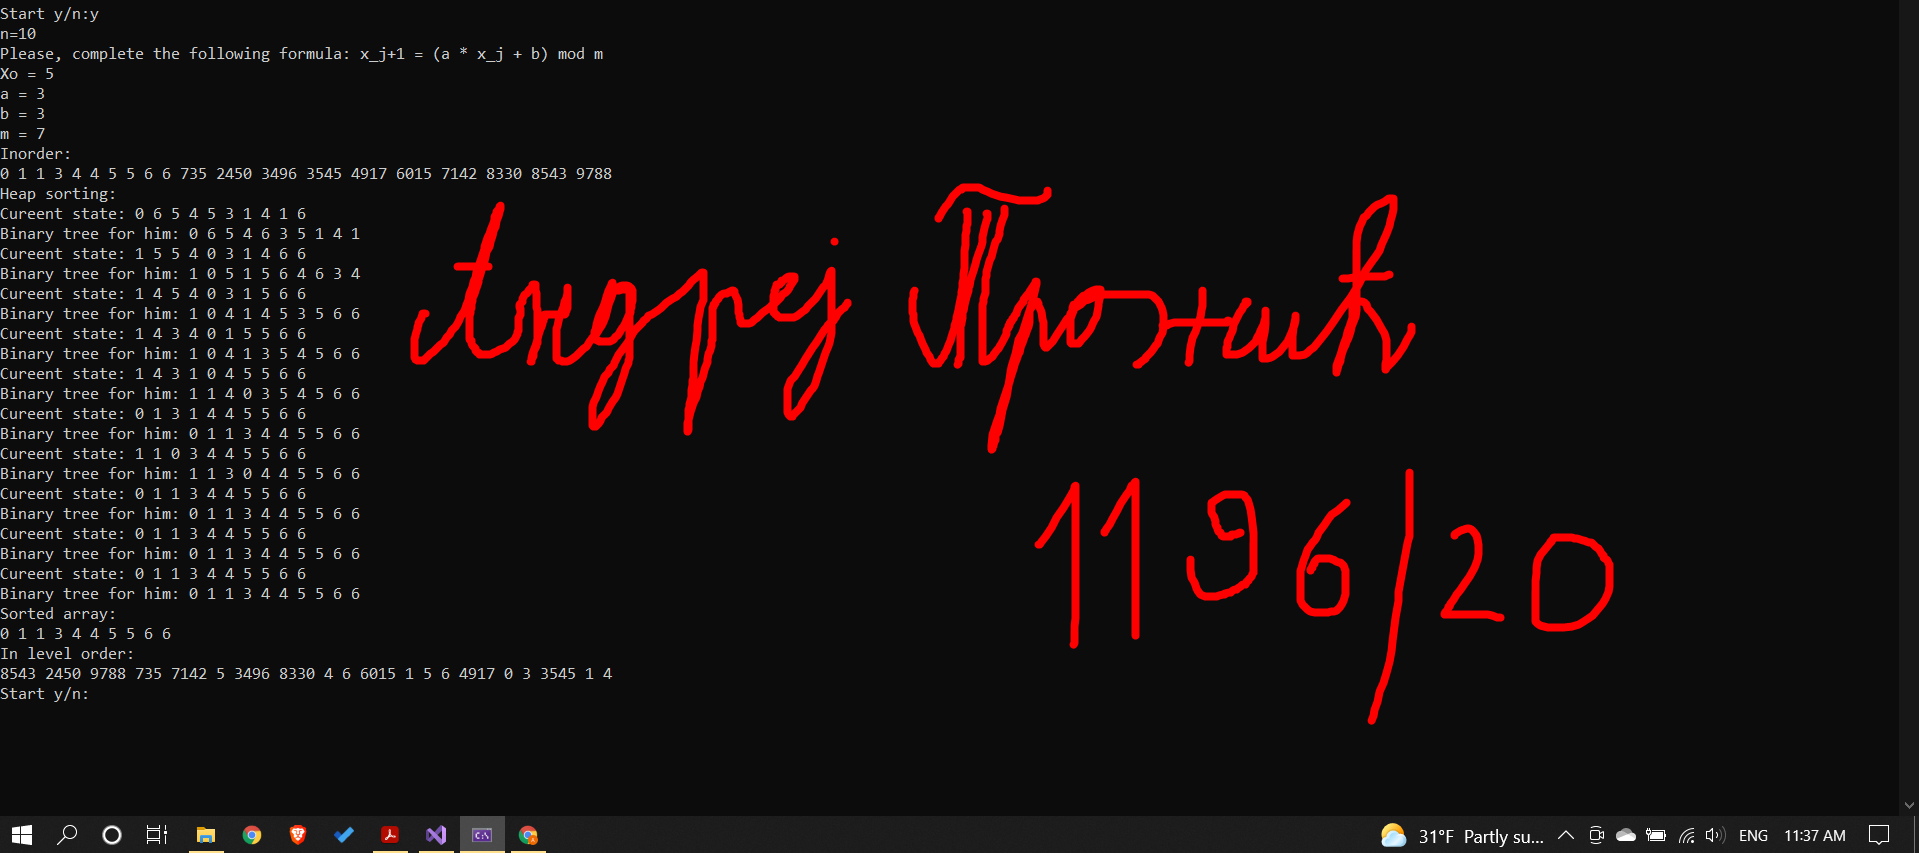 Start y/n:y
n=10
Please, complete the following formula: x_j+1 = (a * x_j + b) mod m
Xo = 5
a = 3
b = 3
m = 7
Inorder:
0 1 1 3 4 4 5 5 6 6 735 2450 3496 3545 4917 6015 7142 8330 8543 9788
Heap sorting:
Cureent state: 0 6 5 4 5 3 1 4 1 6
Binary tree for him: 0 6 5 4 6 3 5 1 4 1
Cureent state: 1 5 5 4 0 3 1 4 6 6
Binary tree for him: 1 0 5 1 5 6 4 6 3 4
Cureent state: 1 4 5 4 0 3 1 5 6 6
Binary tree for him: 1 0 4 1 4 5 3 5 6 6
Cureent state: 1 4 3 4 0 1 5 5 6 6
Binary tree for him: 1 0 4 1 3 5 4 5 6 6
Cureent state: 1 4 3 1 0 4 5 5 6 6
Binary tree for him: 1 1 4 0 3 5 4 5 6 6
Cureent state: 0 1 3 1 4 4 5 5 6 6
Binary tree for him: 0 1 1 3 4 4 5 5 6 6
Cureent state: 1 1 0 3 4 4 5 5 6 6
Binary tree for him: 1 1 3 0 4 4 5 5 6 6
Cureent state: 0 1 1 3 4 4 5 5 6 6
Binary tree for him: 0 1 1 3 4 4 5 5 6 6
Cureent state: 0 1 1 3 4 4 5 5 6 6
Binary tree for him: 0 1 1 3 4 4 5 5 6 6
Cureent state: 0 1 1 3 4 4 5 5 6 6
Binary tree for him: 0 1 1 3 4 4 5 5 6 6
Sorted array:
0 1 1 3 4 4 5 5 6 6
In level order:
8543 2450 9788 735 7142 5 3496 8330 4 6 6015 1 5 6 4917 0 3 3545 1 4
Start y/n:
Андреј
1196/20
31°F Partly su... ENG 11:37 AM